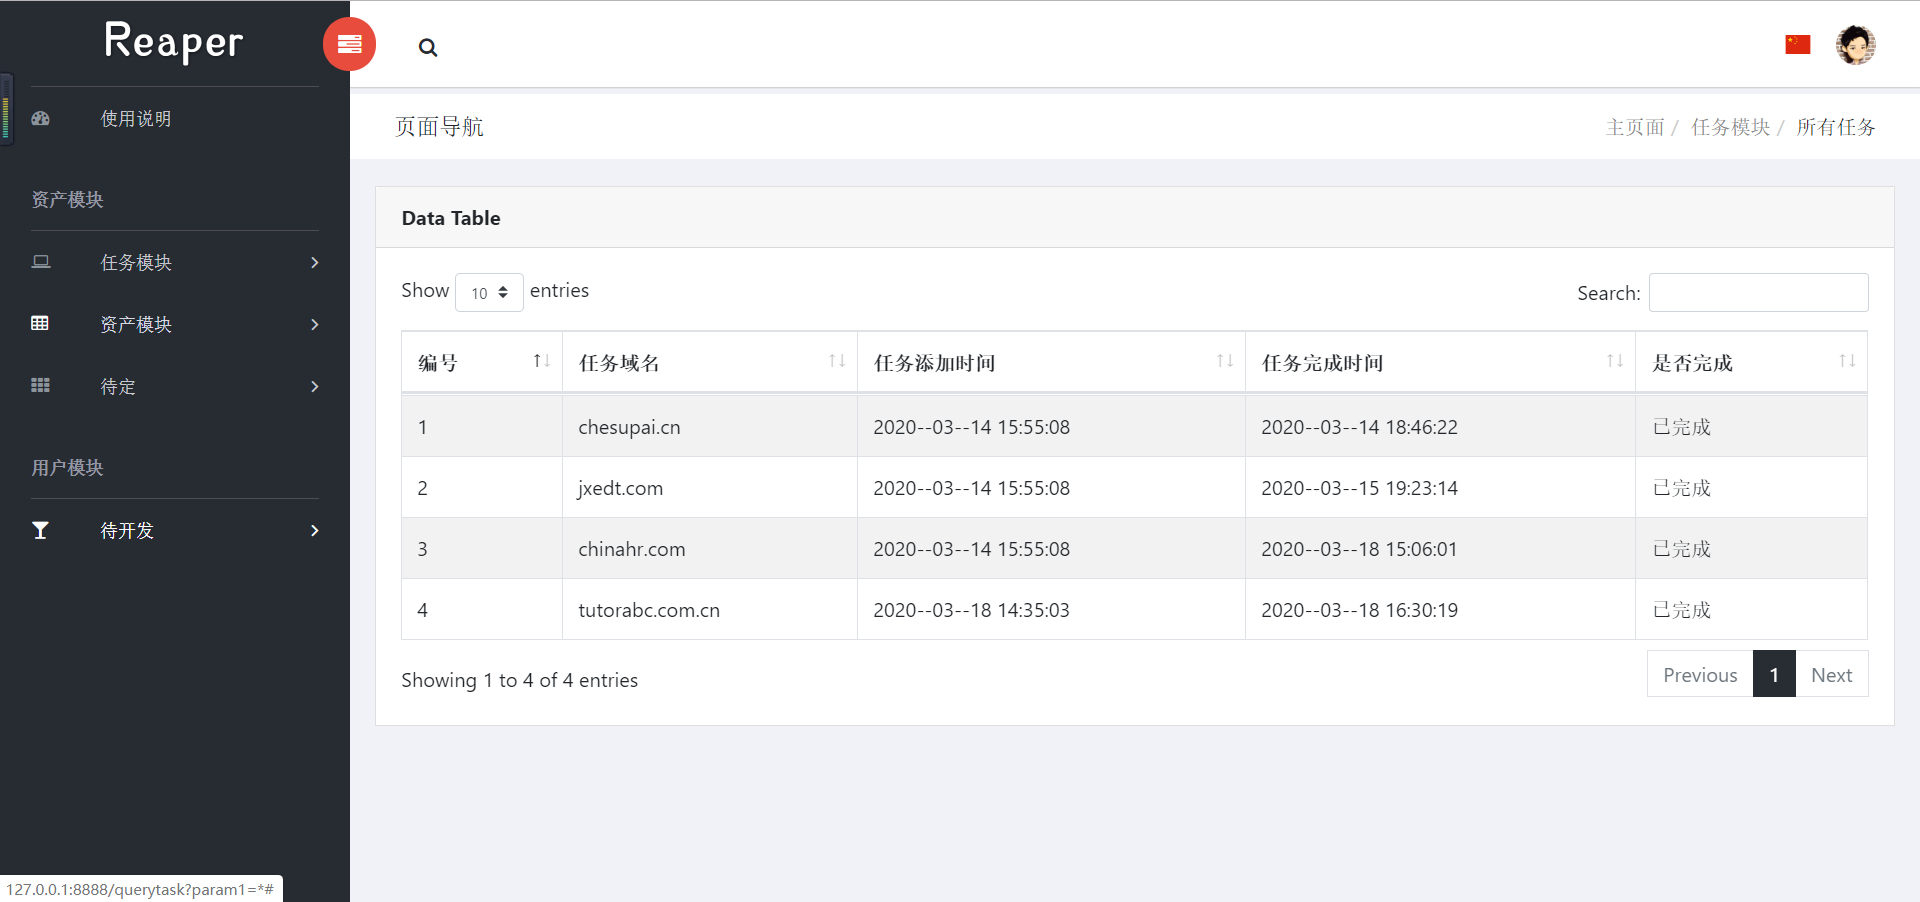 Reaper
使用说明
资产模块
任务模块
资产模块
待定
用户模块
待开发
页面导航
主页面 / 任务模块 / 所有任务
Data Table
Show 10 entries
Search:
编号 任务域名 任务添加时间 任务完成时间 是否完成
1 chesupai.cn 2020--03--14 15:55:08 2020--03--14 18:46:22 已完成
2 jxedt.com 2020--03--14 15:55:08 2020--03--15 19:23:14 已完成
3 chinahr.com 2020--03--14 15:55:08 2020--03--18 15:06:01 已完成
4 tutorabc.com.cn 2020--03--18 14:35:03 2020--03--18 16:30:19 已完成
Showing 1 to 4 of 4 entries
Previous 1 Next
127.0.0.1:8888/querytask?param1=*#